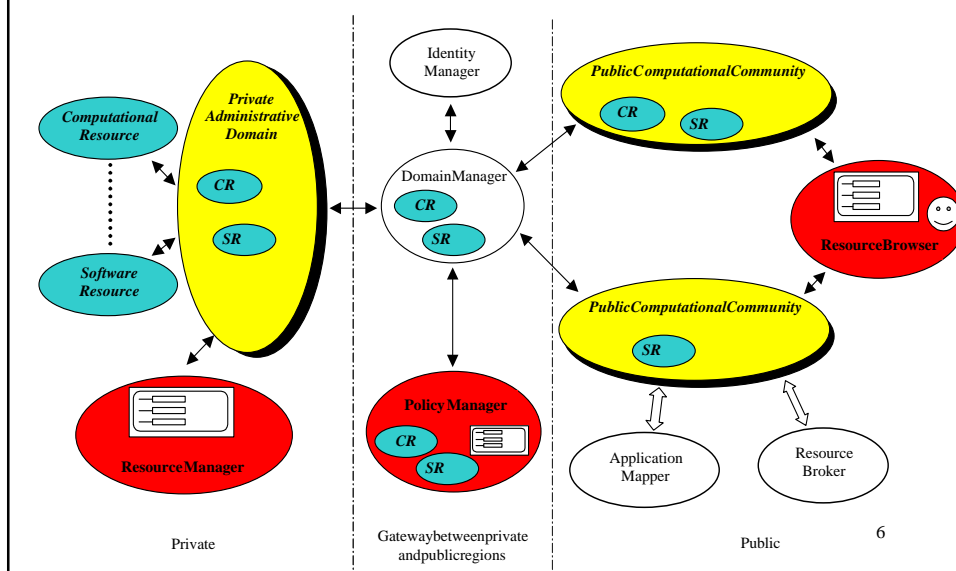 Identity
Manager
PublicComputationalCommunity
CR
SR
Private
Administrative
Domain
Computational
Resource
CR
SR
Software
Resource
DomainManager
CR
SR
ResourceBrowser
PublicComputationalCommunity
SR
PolicyManager
CR
SR
ResourceManager
Application
Mapper
Resource
Broker
Private
Gatewaybetweenprivate
andpublicregions
Public
6